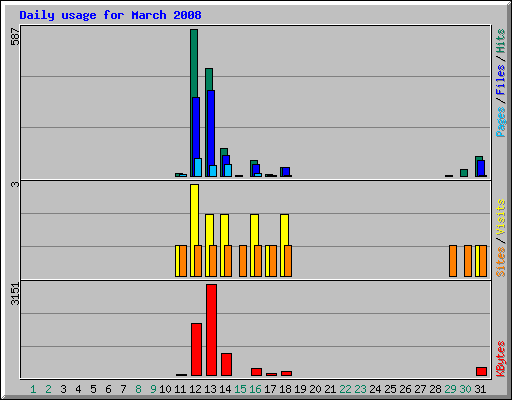 Daily usage for March 2008
587
Pages / Files / Hits
3
Sites / Visits
3151
KBytes
1 2 3 4 5 6 7 8 9 10 11 12 13 14 15 16 17 18 19 20 21 22 23 24 25 26 27 28 29 30 31